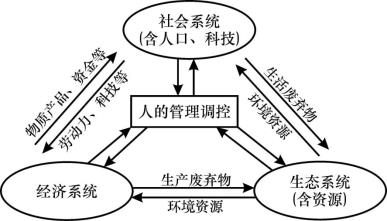 社会系统
(含人口、科技)
物质产品、资金等
劳动力、科技等
生活废弃物
环境资源
人的管理调控
经济系统
生产废弃物
环境资源
生态系统
(含资源)